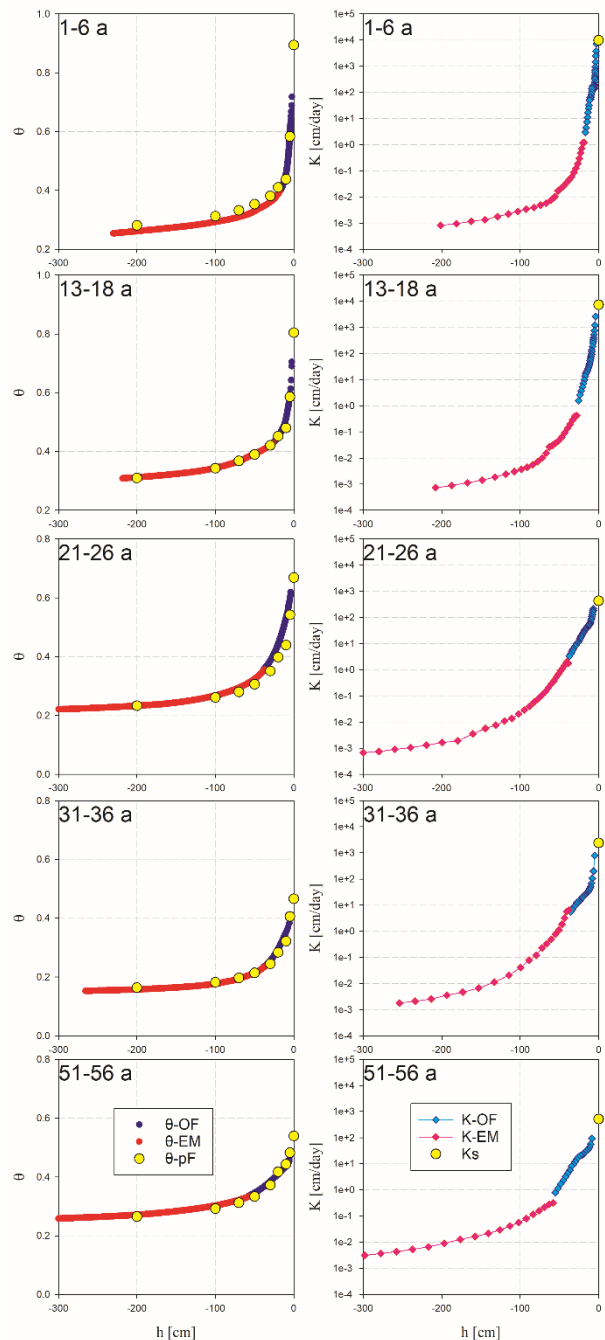 1-6 a
1.0
0.8
0.6
0.4
0.2
θ
-300 -200 -100 0
1-6 a
1e+5
1e+4
1e+3
1e+2
1e+1
1e+0
1e-1
1e-2
1e-3
1e-4
K [cm/day]
-300 -200 -100 0
13-18 a
1.0
0.8
0.6
0.4
0.2
θ
-300 -200 -100 0
13-18 a
1e+5
1e+4
1e+3
1e+2
1e+1
1e+0
1e-1
1e-2
1e-3
1e-4
K [cm/day]
-300 -200 -100 0
21-26 a
0.8
0.6
0.4
0.2
0.0
θ
-300 -200 -100 0
21-26 a
1e+5
1e+4
1e+3
1e+2
1e+1
1e+0
1e-1
1e-2
1e-3
1e-4
K [cm/day]
-300 -200 -100 0
31-36 a
0.8
0.6
0.4
0.2
0.0
θ
-300 -200 -100 0
31-36 a
1e+5
1e+4
1e+3
1e+2
1e+1
1e+0
1e-1
1e-2
1e-3
1e-4
K [cm/day]
-300 -200 -100 0
51-56 a
0.8
0.6
0.4
0.2
0.0
θ
θ-OF
θ-EM
θ-pF
-300 -200 -100 0
h [cm]
51-56 a
1e+5
1e+4
1e+3
1e+2
1e+1
1e+0
1e-1
1e-2
1e-3
1e-4
K [cm/day]
K-OF
K-EM
Ks
-300 -200 -100 0
h [cm]